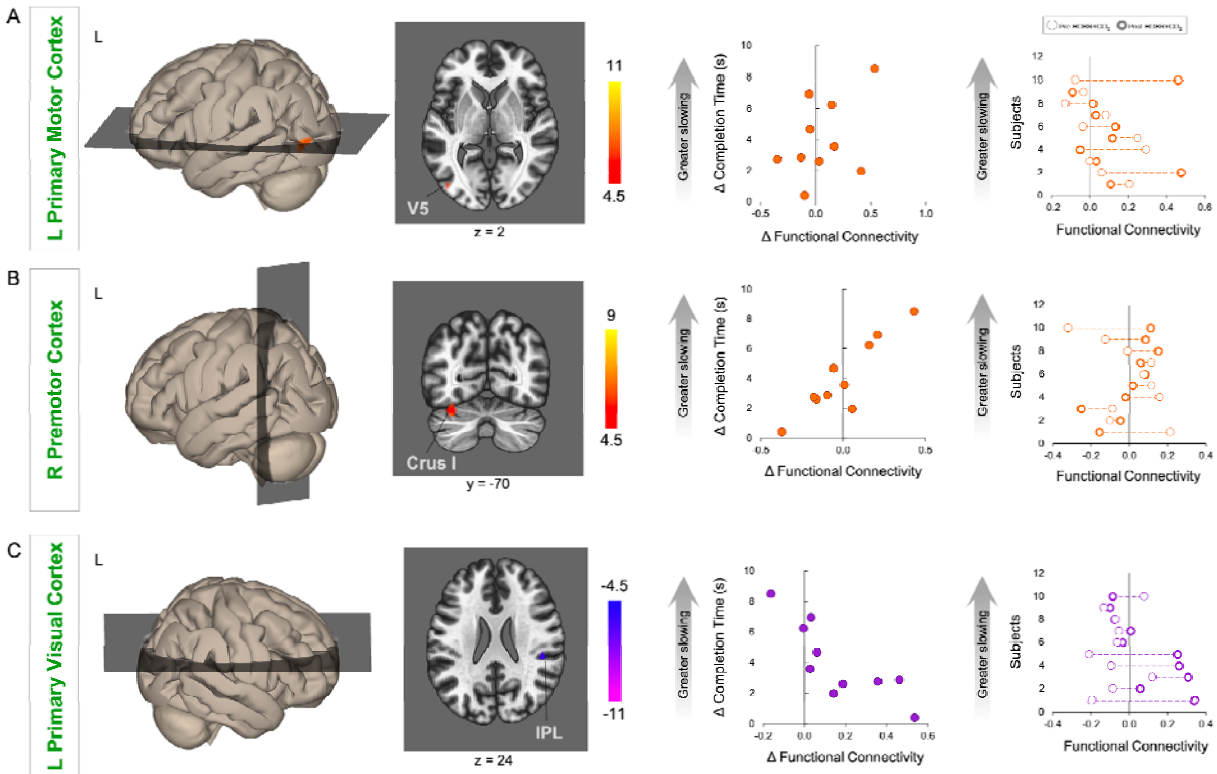 A
L Primary Motor Cortex
L
V5
z = 2
11
4.5
Greater slowing
Δ Completion Time (s)
10
8
6
4
2
0
-0.5
0.0
0.5
1.0
Δ Functional Connectivity
Greater slowing
Subjects
12
10
8
6
4
2
0
0.2
0.0
0.2
0.4
0.6
Functional Connectivity
B
R Premotor Cortex
L
Crus I
y = -70
9
4.5
Greater slowing
Δ Completion Time (s)
10
8
6
4
2
0
-0.5
0.0
0.5
Δ Functional Connectivity
Greater slowing
Subjects
12
10
8
6
4
2
0
-0.4
-0.2
0.0
0.2
0.4
Functional Connectivity
C
L Primary Visual Cortex
L
IPL
z = 24
-4.5
-11
Greater slowing
Δ Completion Time (s)
10
8
6
4
2
0
-0.2
0.0
0.2
0.4
0.6
Δ Functional Connectivity
Greater slowing
Subjects
12
10
8
6
4
2
0
-0.4
-0.2
0.0
0.2
0.4
Functional Connectivity